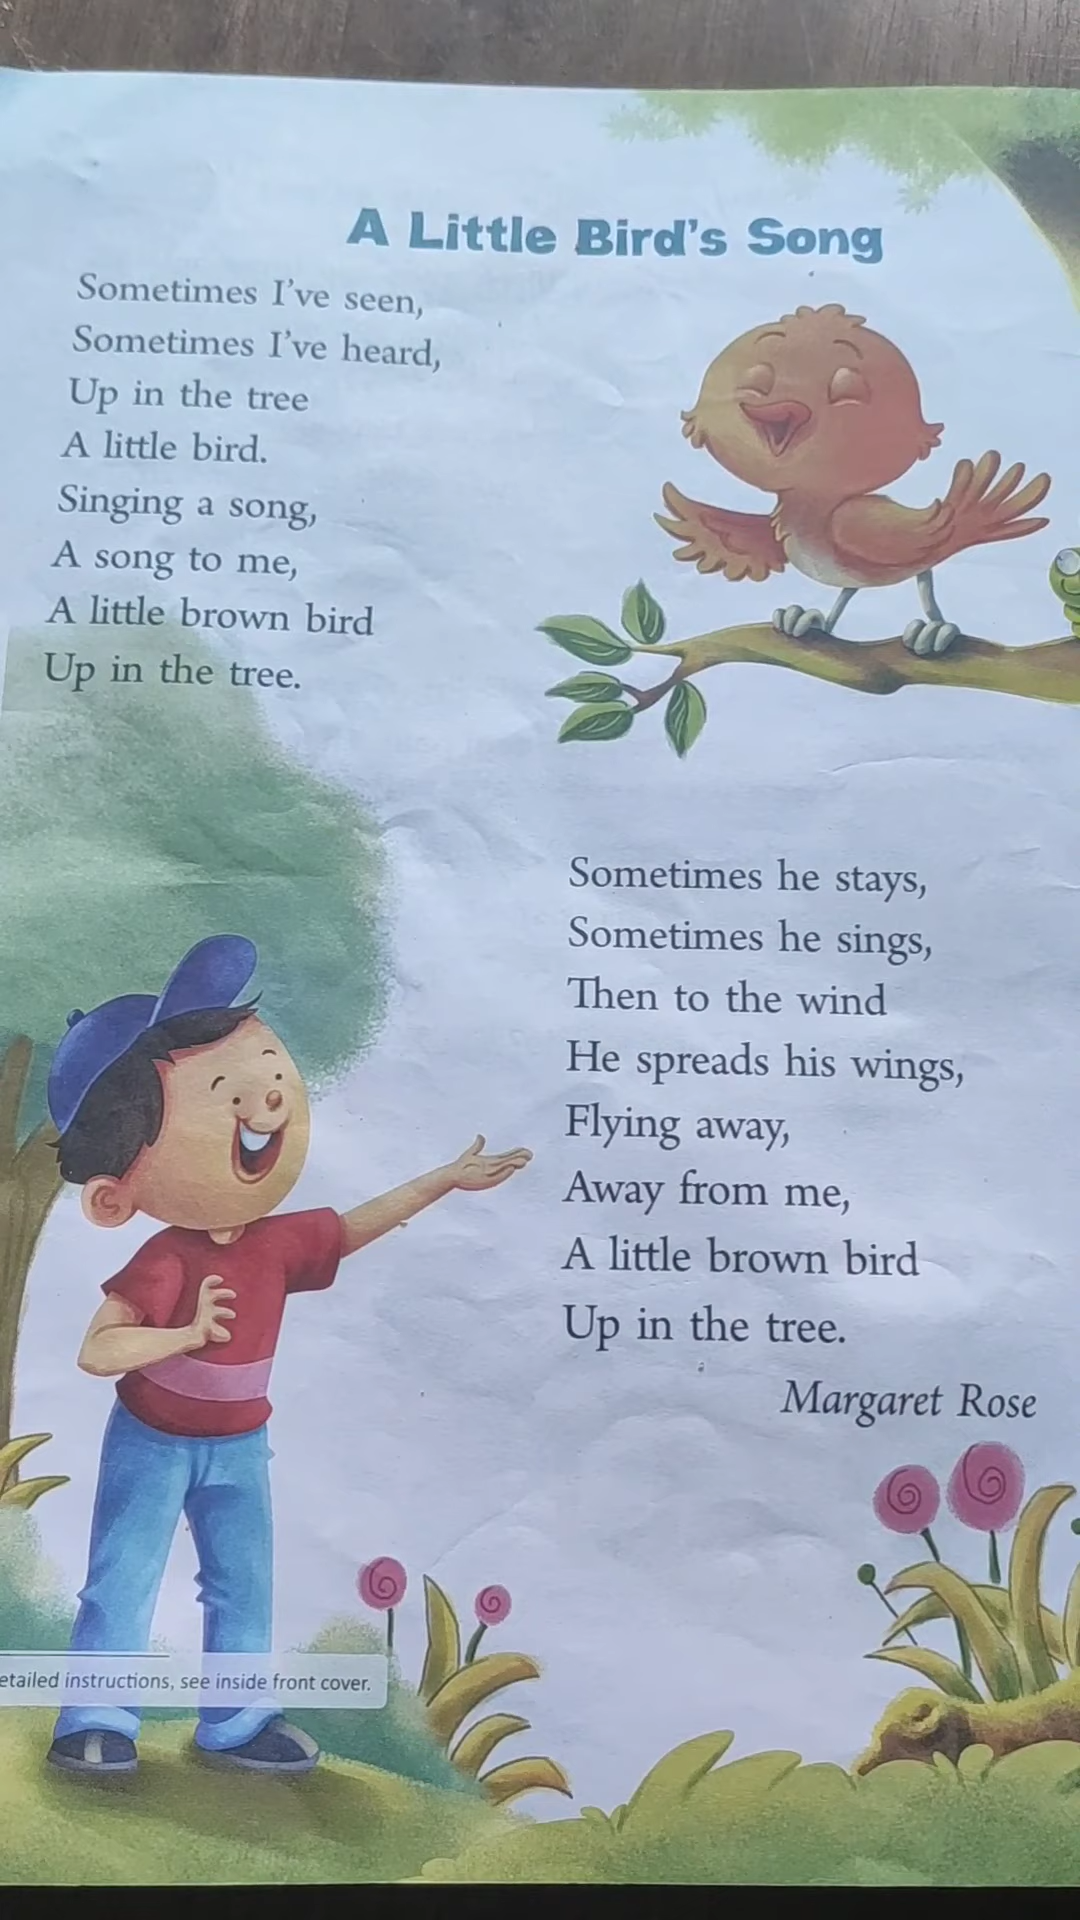 A Little Bird's Song
Sometimes I've seen,
Sometimes I've heard,
Up in the tree
A little bird.
Singing a song,
A song to me,
A little brown bird
Up in the tree.
Sometimes he stays,
Sometimes he sings,
Then to the wind
He spreads his wings,
Flying away,
Away from me,
A little brown bird
Up in the tree.
Margaret Rose
etailed instructions, see inside front cover.